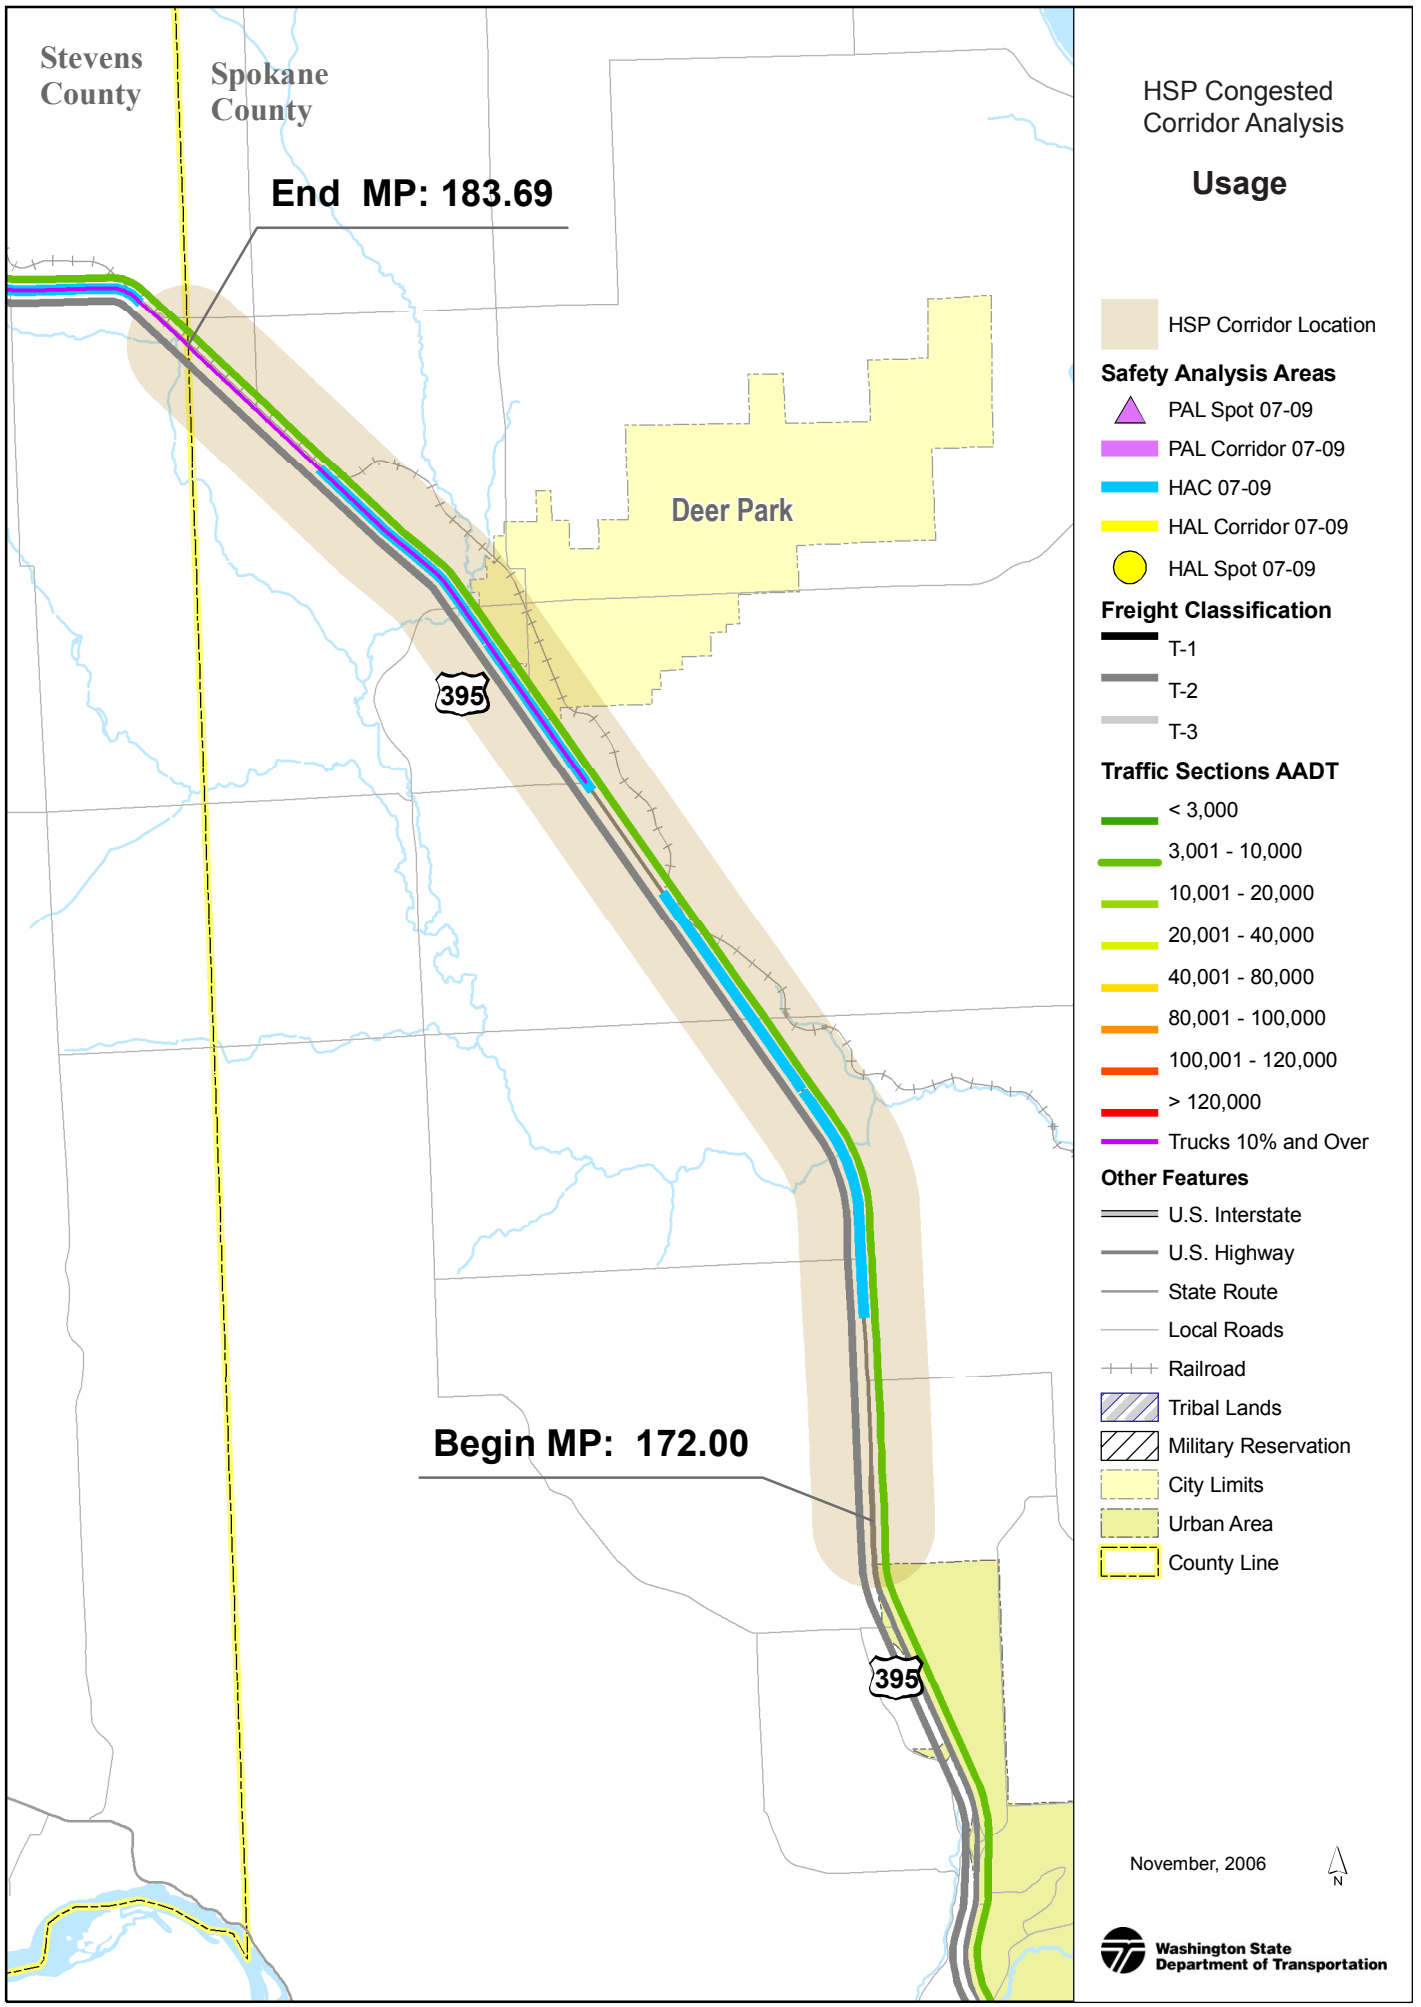 Stevens
County
Spokane
County
End  MP: 183.69
Deer Park
395
Begin MP:  172.00
395
HSP Congested
Corridor Analysis
Usage
HSP Corridor Location
Safety Analysis Areas
PAL Spot 07-09
PAL Corridor 07-09
HAC 07-09
HAL Corridor 07-09
HAL Spot 07-09
Freight Classification
T-1
T-2
T-3
Traffic Sections AADT
< 3,000
3,001 - 10,000
10,001 - 20,000
20,001 - 40,000
40,001 - 80,000
80,001 - 100,000
100,001 - 120,000
> 120,000
Trucks 10% and Over
Other Features
U.S. Interstate
U.S. Highway
State Route
Local Roads
Railroad
Tribal Lands
Military Reservation
City Limits
Urban Area
County Line
November, 2006
N
Washington State
Department of Transportation